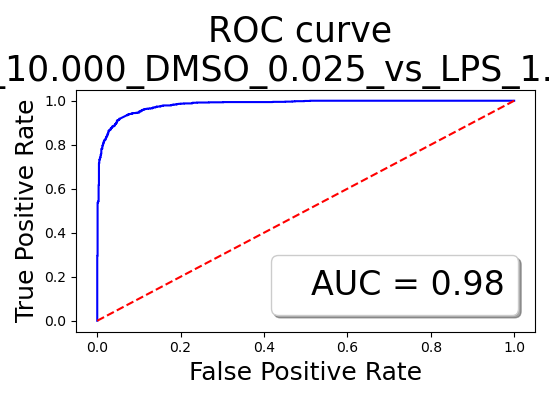 ROC curve
_10.000_DMSO_0.025_vs_LPS_1.
True Positive Rate
1.0
0.8
0.6
0.4
0.2
0.0
AUC = 0.98
0.0 0.2 0.4 0.6 0.8 1.0
False Positive Rate